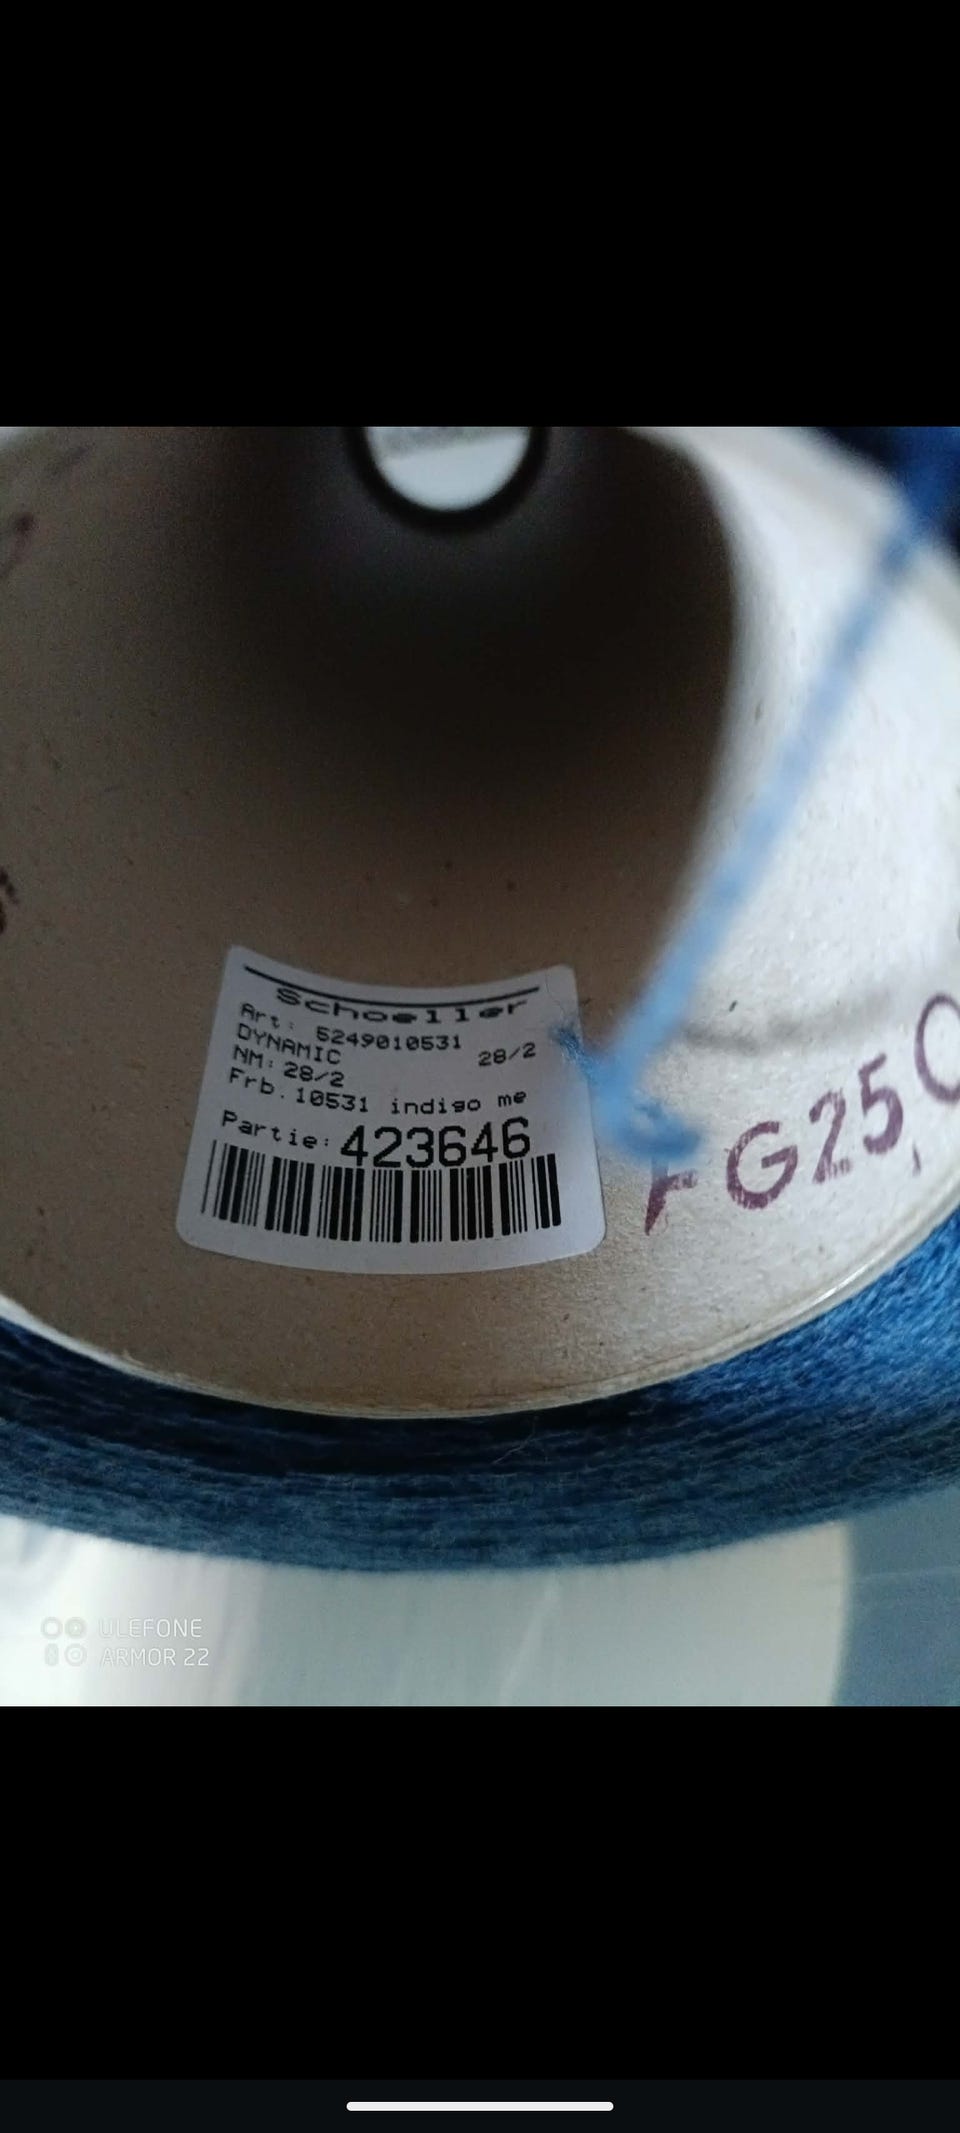 Schoeller
Art: 5249010531
DYNAMIC 28/2
NM: 28/2
Frb.10531 indigo me
Partie: 423646
FG25
ULEFONE
ARMOR 22